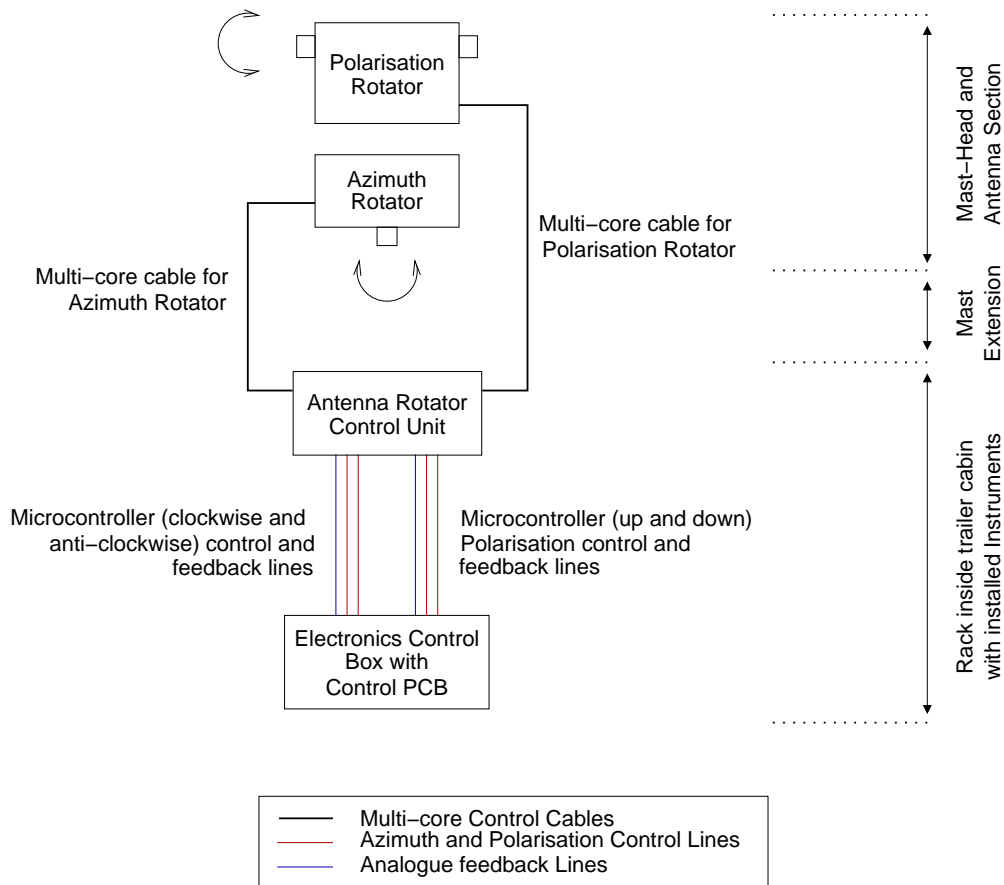 Polarisation
Rotator
Azimuth
Rotator
Multi−core cable for
Polarisation Rotator
Multi−core cable for
Azimuth Rotator
Antenna Rotator
Control Unit
Microcontroller (clockwise and
anti−clockwise) control and
feedback lines
Microcontroller (up and down)
Polarisation control and
feedback lines
Electronics Control
Box with
Control PCB
Mast−Head and
Antenna Section
Mast
Extension
Rack inside trailer cabin
with installed Instruments
Multi−core Control Cables
Azimuth and Polarisation Control Lines
Analogue feedback Lines